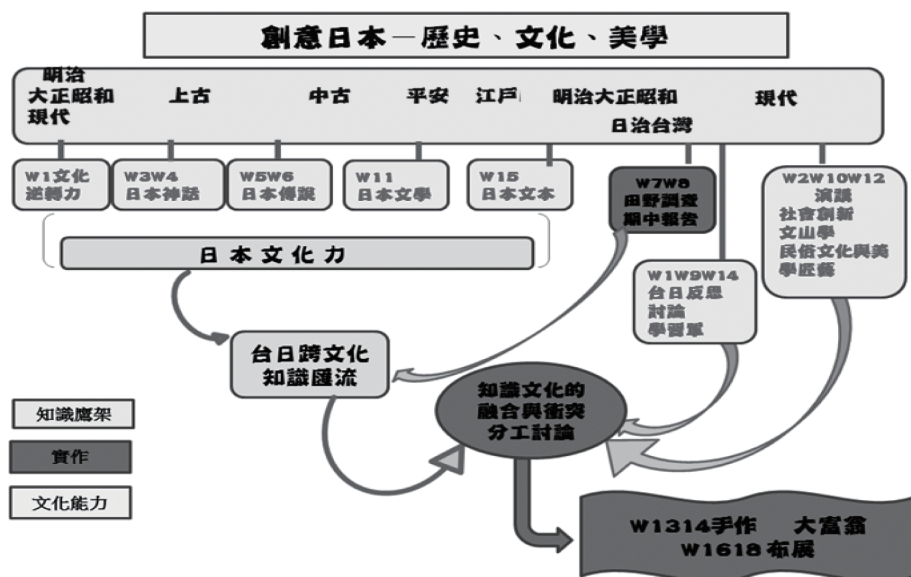 創意日本－歷史、文化、美學
明治
大正昭和
現代
上古
中古
平安
江戶
明治大正昭和
日治台灣
現代
W1文化
逆轉力
W3W4
日本神話
W5W6
日本傳說
W11
日本文學
W15
日本文本
W7W8
田野調查
期中報告
W2W10W12
演講
社會創新
文山學
民俗文化與美
學匠藝
日本文化力
W1W9W14
台日反思
討論
學習單
台日跨文化
知識匯流
知識文化的
融合與衝突
分工討論
知識鷹架
實作
文化能力
W1314手作 大富翁
W1618布展